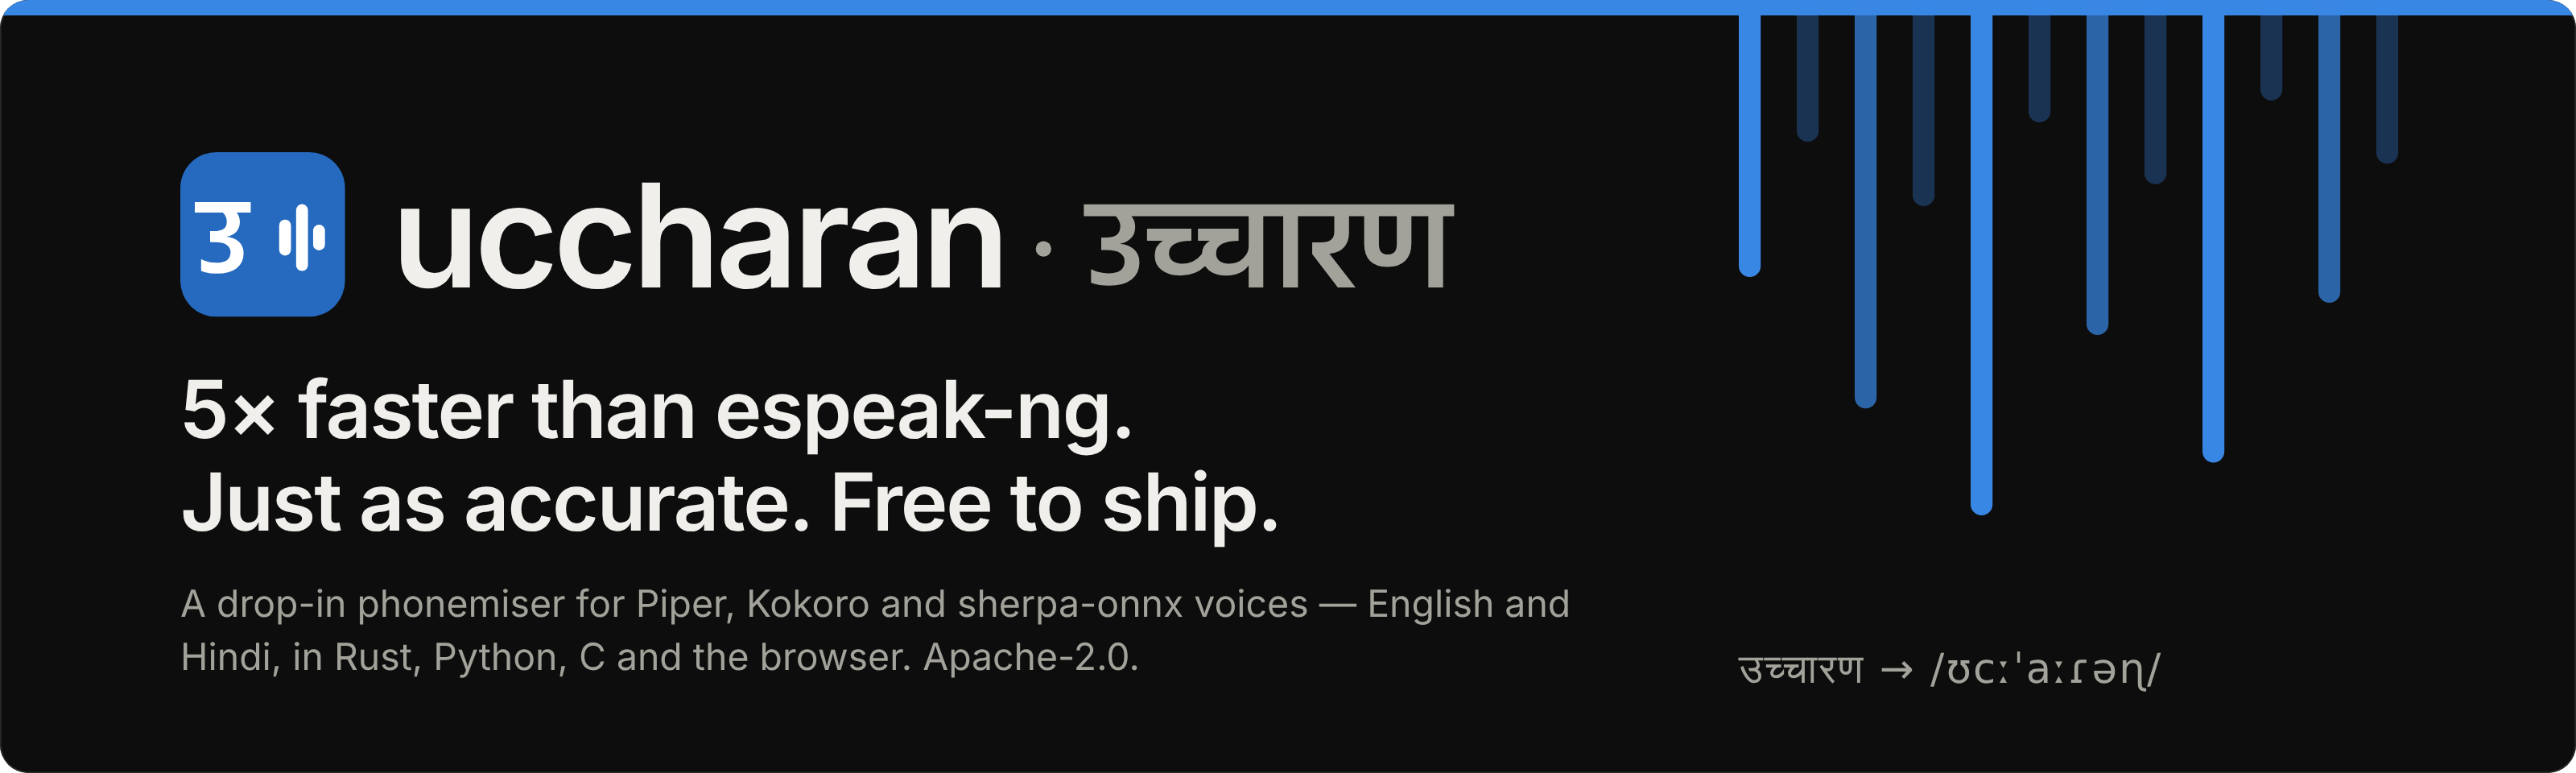 उ
uccharan · उच्चारण
5× faster than espeak-ng.
Just as accurate. Free to ship.
A drop-in phonemiser for Piper, Kokoro and sherpa-onnx voices — English and
Hindi, in Rust, Python, C and the browser. Apache-2.0.
उच्चारण → /ʊcːˈaːɾəɳ/